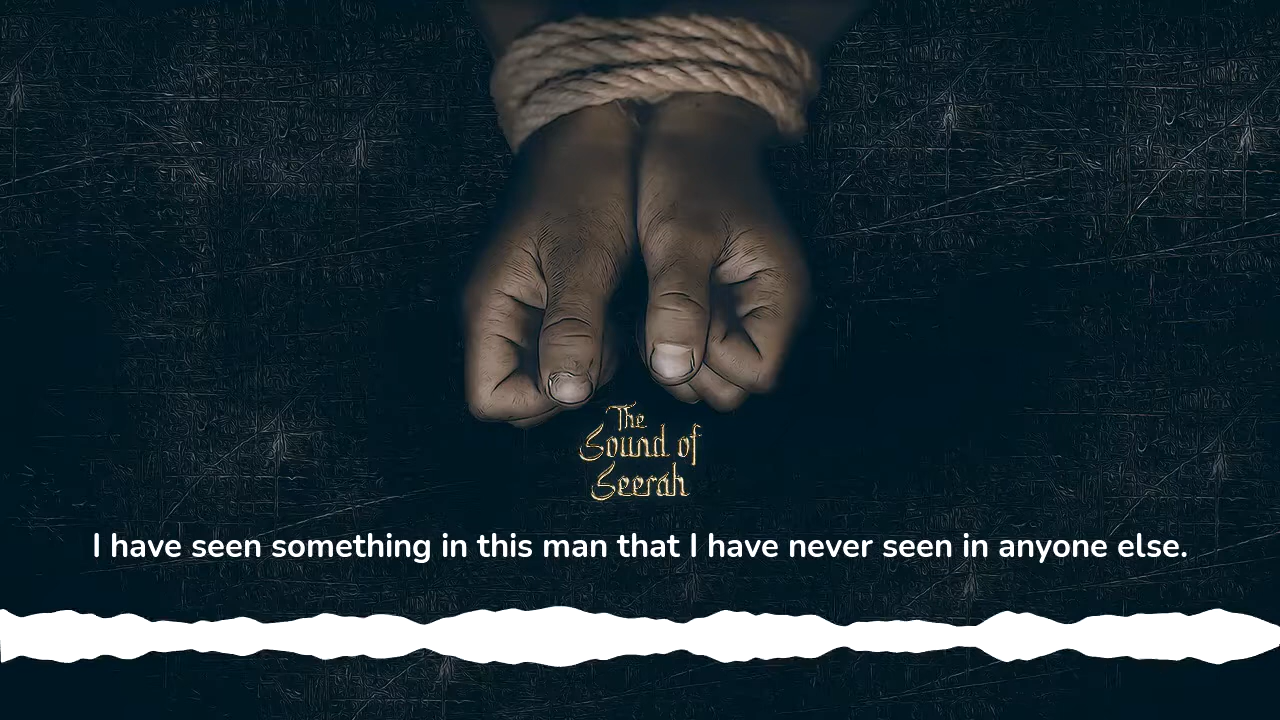 The
Sound of
Seerah
I have seen something in this man that I have never seen in anyone else.